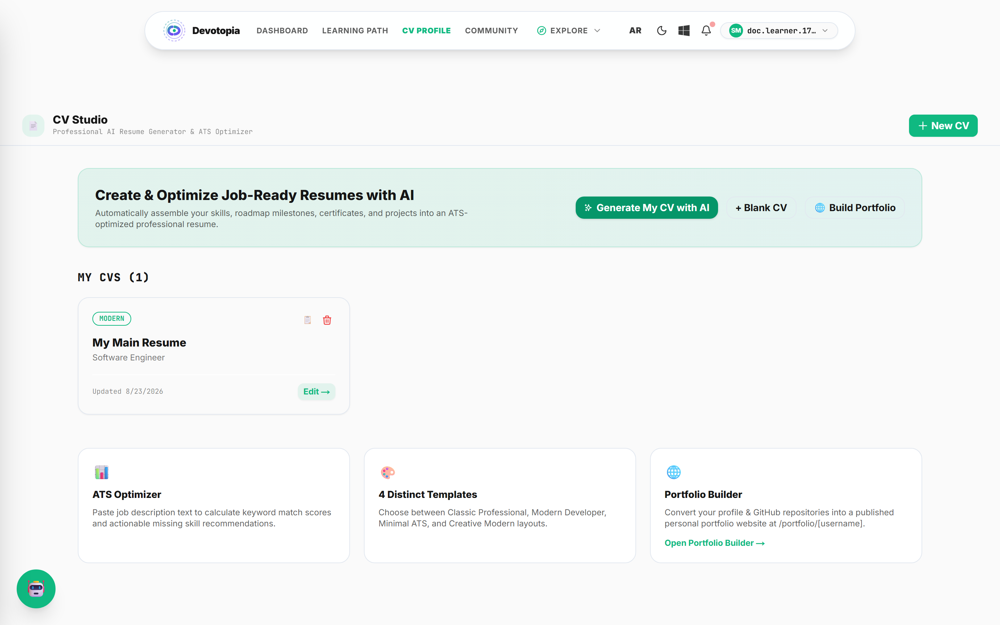 Devotopia
DASHBOARD
LEARNING PATH
CV PROFILE
COMMUNITY
EXPLORE
AR
SM
doc.learner.17…
CV Studio
Professional AI Resume Generator & ATS Optimizer
+ New CV
Create & Optimize Job-Ready Resumes with AI
Automatically assemble your skills, roadmap milestones, certificates, and projects into an ATS-
optimized professional resume.
Generate My CV with AI
+ Blank CV
Build Portfolio
MY CVS (1)
MODERN
My Main Resume
Software Engineer
Updated 8/23/2026
Edit →
ATS Optimizer
Paste job description text to calculate keyword match scores
and actionable missing skill recommendations.
4 Distinct Templates
Choose between Classic Professional, Modern Developer,
Minimal ATS, and Creative Modern layouts.
Portfolio Builder
Convert your profile & GitHub repositories into a published
personal portfolio website at /portfolio/[username].
Open Portfolio Builder →